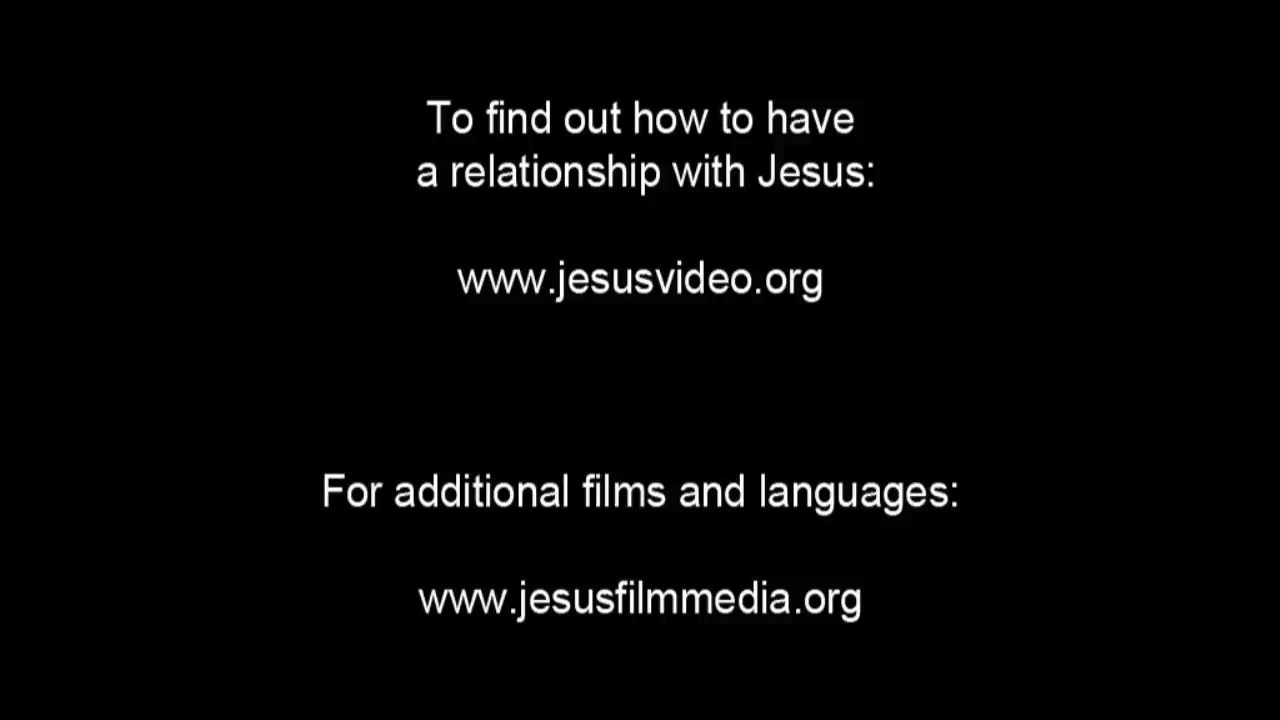 To find out how to have
a relationship with Jesus:
www.jesusvideo.org
For additional films and languages:
www.jesusfilmmedia.org